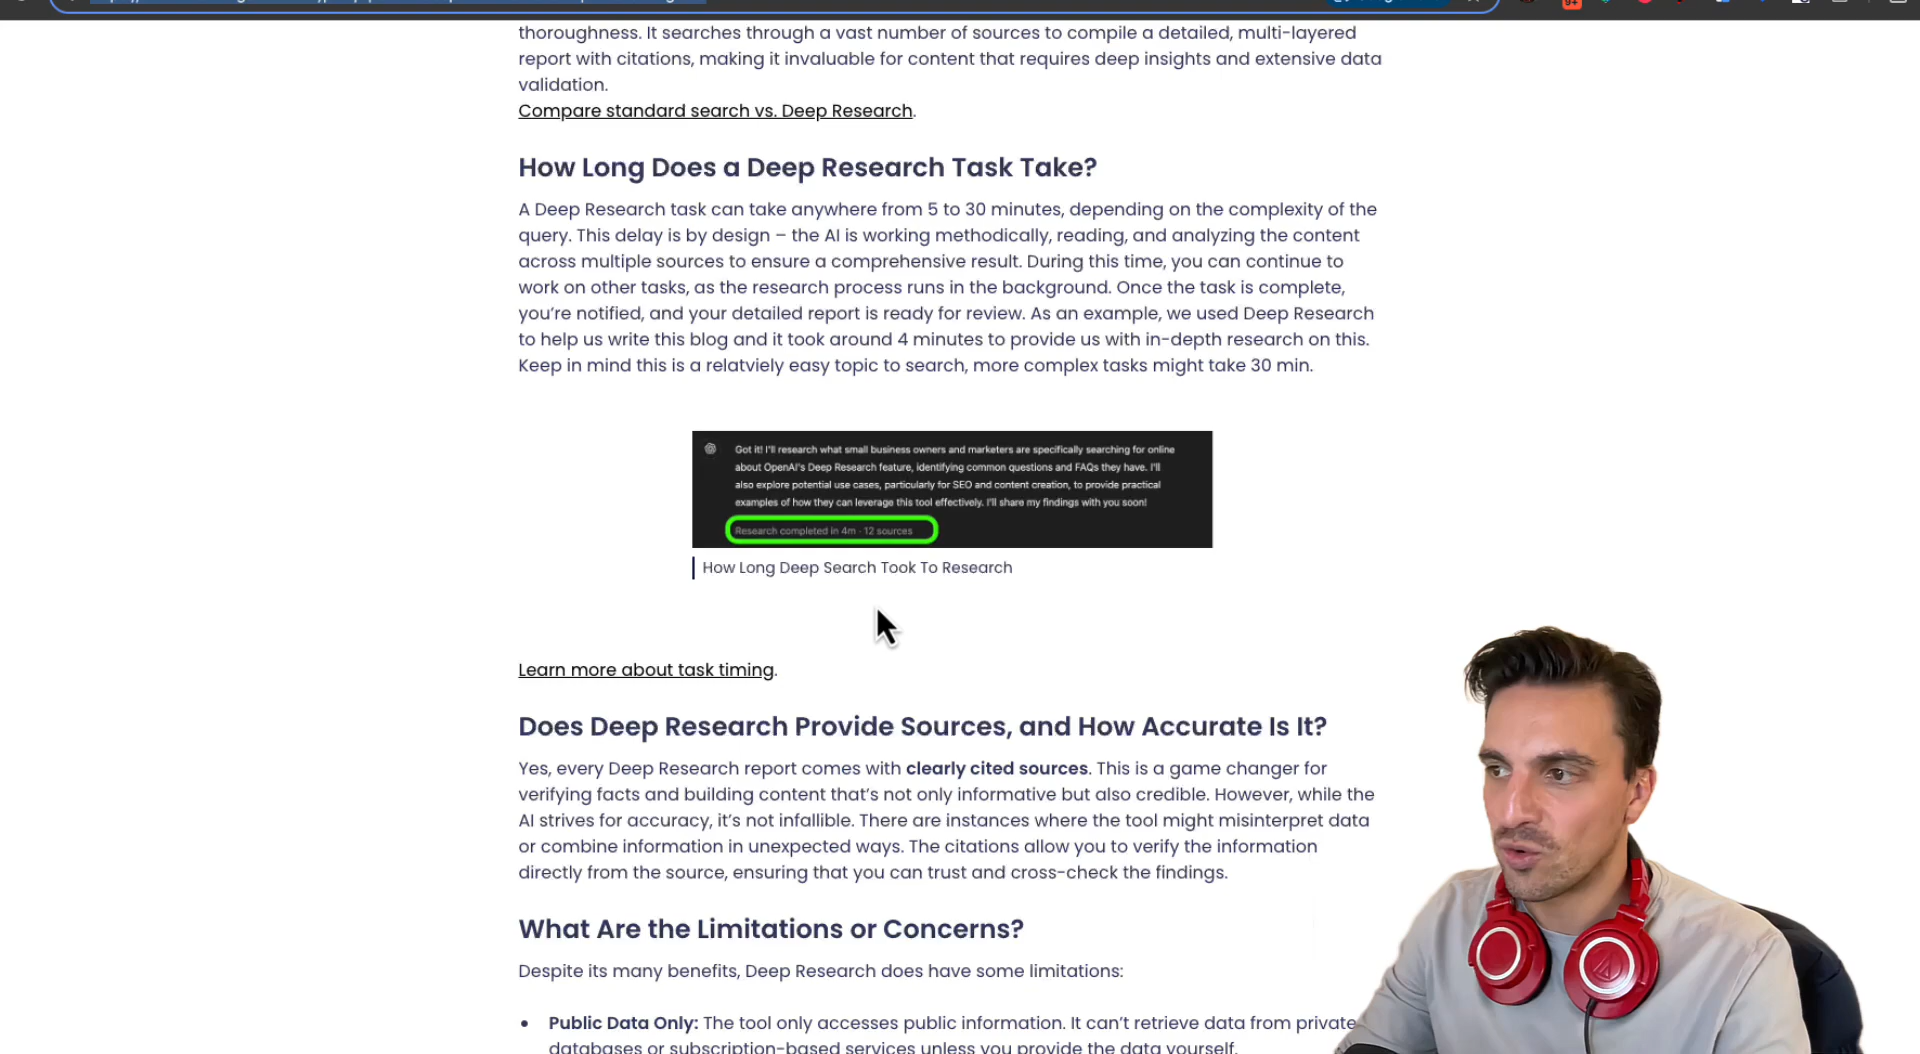 thoroughness. It searches through a vast number of sources to compile a detailed, multi-layered
report with citations, making it invaluable for content that requires deep insights and extensive data
validation.
Compare standard search vs. Deep Research.
How Long Does a Deep Research Task Take?
A Deep Research task can take anywhere from 5 to 30 minutes, depending on the complexity of the
query. This delay is by design – the AI is working methodically, reading, and analyzing the content
across multiple sources to ensure a comprehensive result. During this time, you can continue to
work on other tasks, as the research process runs in the background. Once the task is complete,
you're notified, and your detailed report is ready for review. As an example, we used Deep Research
to help us write this blog and it took around 4 minutes to provide us with in-depth research on this.
Keep in mind this is a relatviely easy topic to search, more complex tasks might take 30 min.
Got it! I'll research what small business owners and marketers are specifically searching for online
about OpenAI's Deep Research feature, identifying common questions and FAQs they have. I'll
also explore potential use cases, particularly for SEO and content creation, to provide practical
examples of how they can leverage this tool effectively. I'll share my findings with you soon!
Research completed in 4m · 12 sources
How Long Deep Search Took To Research
Learn more about task timing.
Does Deep Research Provide Sources, and How Accurate Is It?
Yes, every Deep Research report comes with clearly cited sources. This is a game changer for
verifying facts and building content that's not only informative but also credible. However, while the
AI strives for accuracy, it's not infallible. There are instances where the tool might misinterpret data
or combine information in unexpected ways. The citations allow you to verify the information
directly from the source, ensuring that you can trust and cross-check the findings.
What Are the Limitations or Concerns?
Despite its many benefits, Deep Research does have some limitations:
• Public Data Only: The tool only accesses public information. It can't retrieve data from private
databases or subscription-based services unless you provide the data yourself.